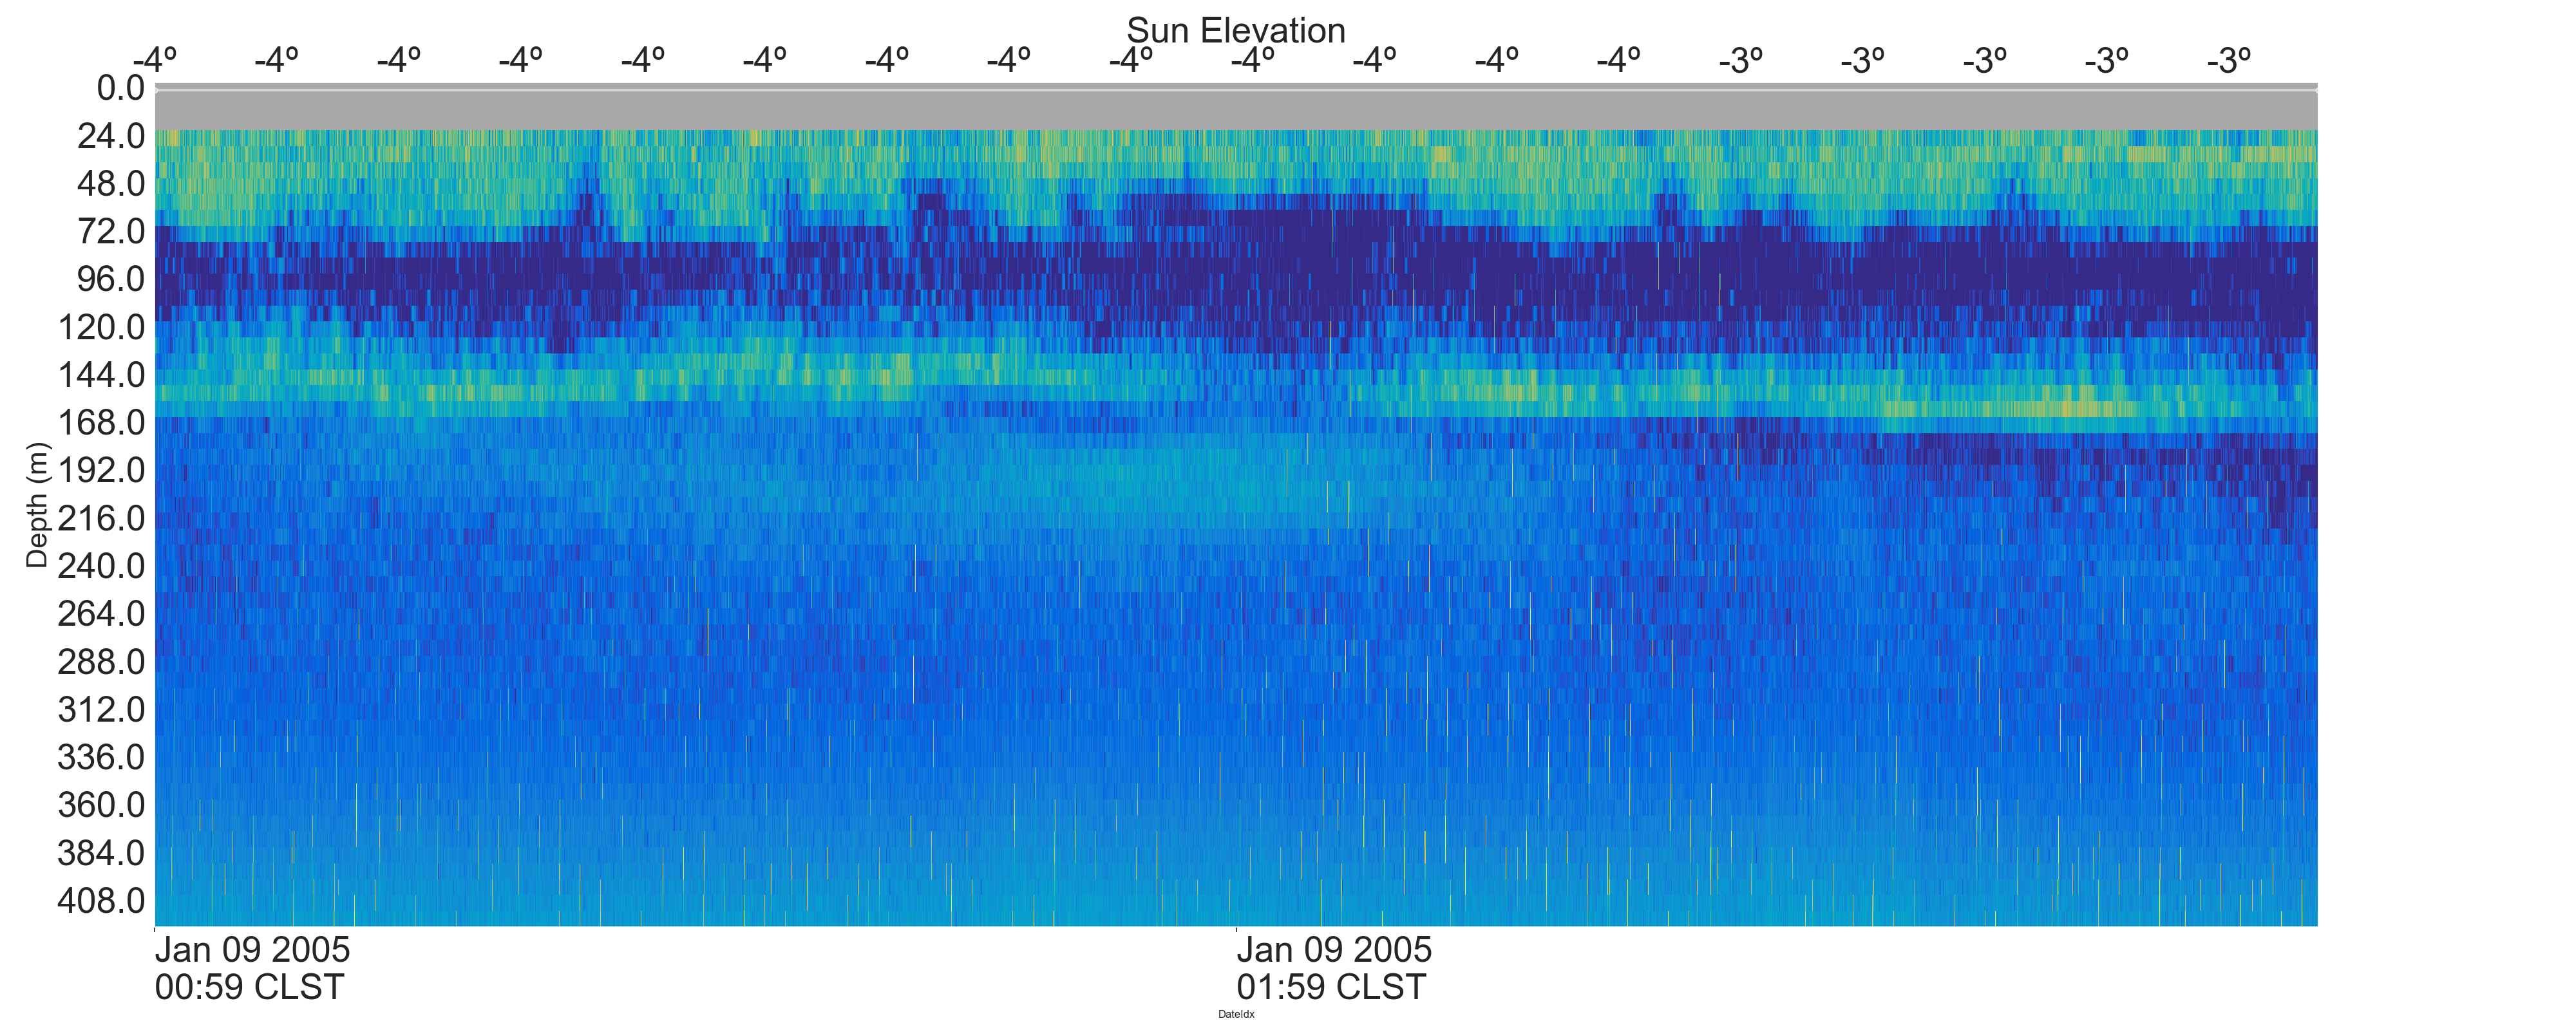 Sun Elevation
-4º -4º -4º -4º -4º -4º -4º -4º -4º -4º -4º -4º -4º -3º -3º -3º -3º -3º
0.0
24.0
48.0
72.0
96.0
120.0
144.0
168.0
192.0
216.0
240.0
264.0
288.0
312.0
336.0
360.0
384.0
408.0
Depth (m)
Jan 09 2005
00:59 CLST
Jan 09 2005
01:59 CLST
DateIdx